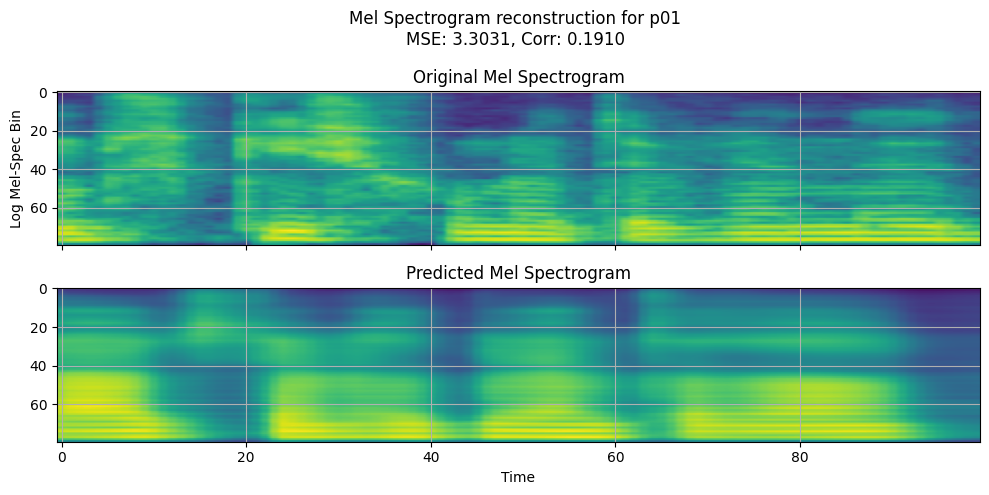 Mel Spectrogram reconstruction for p01
MSE: 3.3031, Corr: 0.1910
Original Mel Spectrogram
0
20
40
60
Log Mel-Spec Bin
Predicted Mel Spectrogram
0
20
40
60
0 20 40 60 80
Time